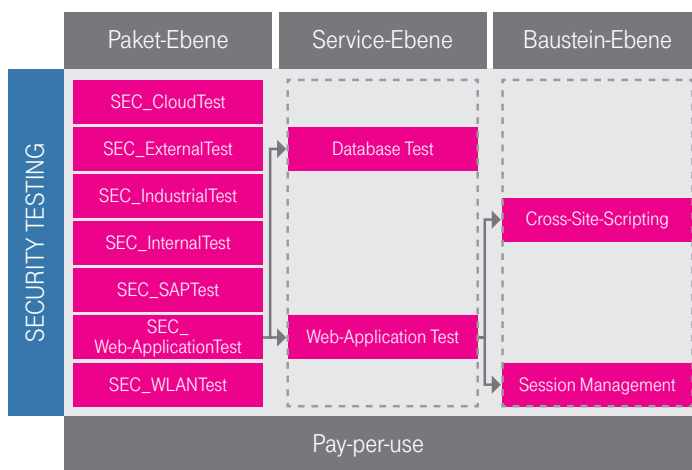 Paket-Ebene
Service-Ebene
Baustein-Ebene
SECURITY TESTING
SEC_CloudTest
SEC_ExternalTest
SEC_IndustrialTest
SEC_InternalTest
SEC_SAPTest
SEC_
Web-ApplicationTest
SEC_WLANTest
Database Test
Web-Application Test
Cross-Site-Scripting
Session Management
Pay-per-use